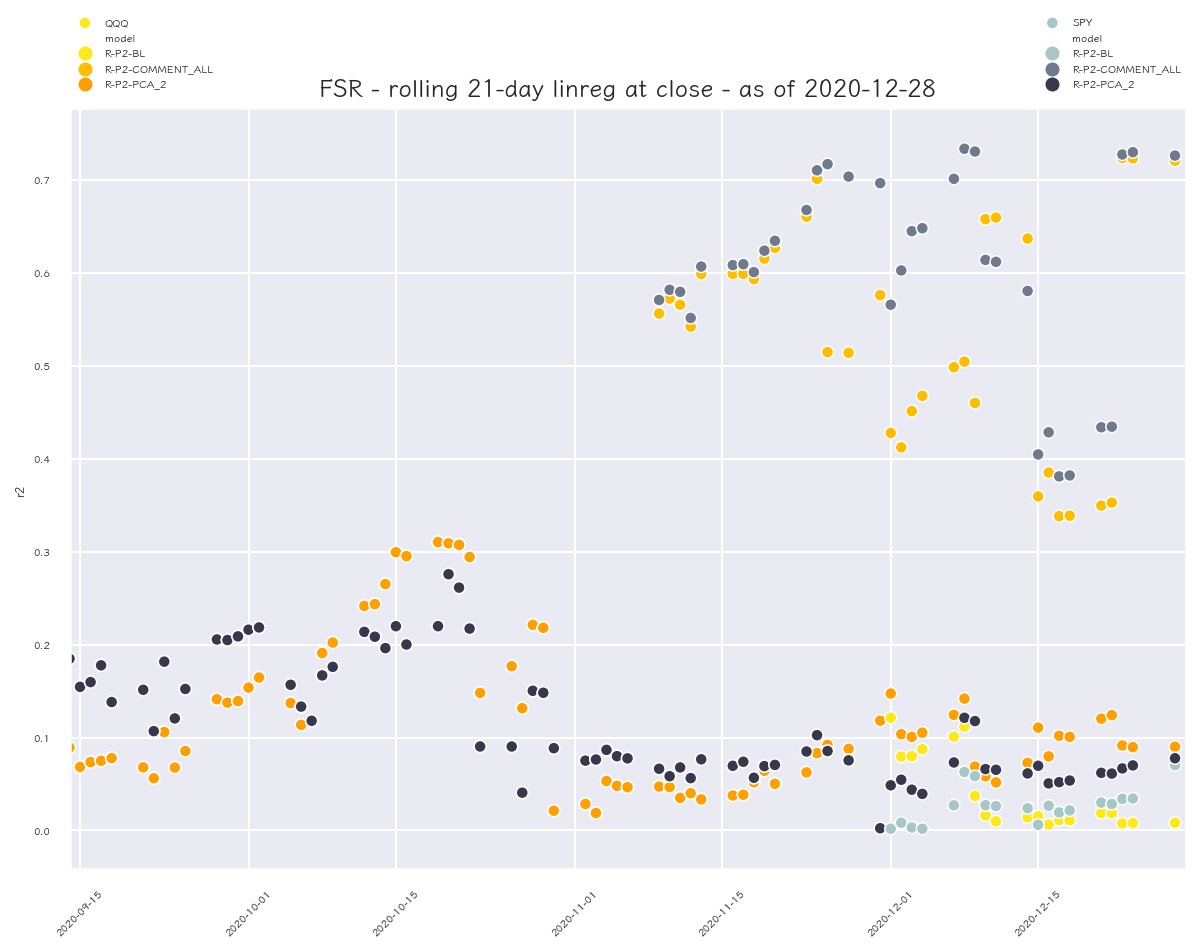 QQQ
model
R-P2-BL
R-P2-COMMENT_ALL
R-P2-PCA_2
SPY
model
R-P2-BL
R-P2-COMMENT_ALL
R-P2-PCA_2
FSR - rolling 21-day linreg at close - as of 2020-12-28
r2
0.7
0.6
0.5
0.4
0.3
0.2
0.1
0.0
2020-09-15
2020-10-01
2020-10-15
2020-11-01
2020-11-15
2020-12-01
2020-12-15